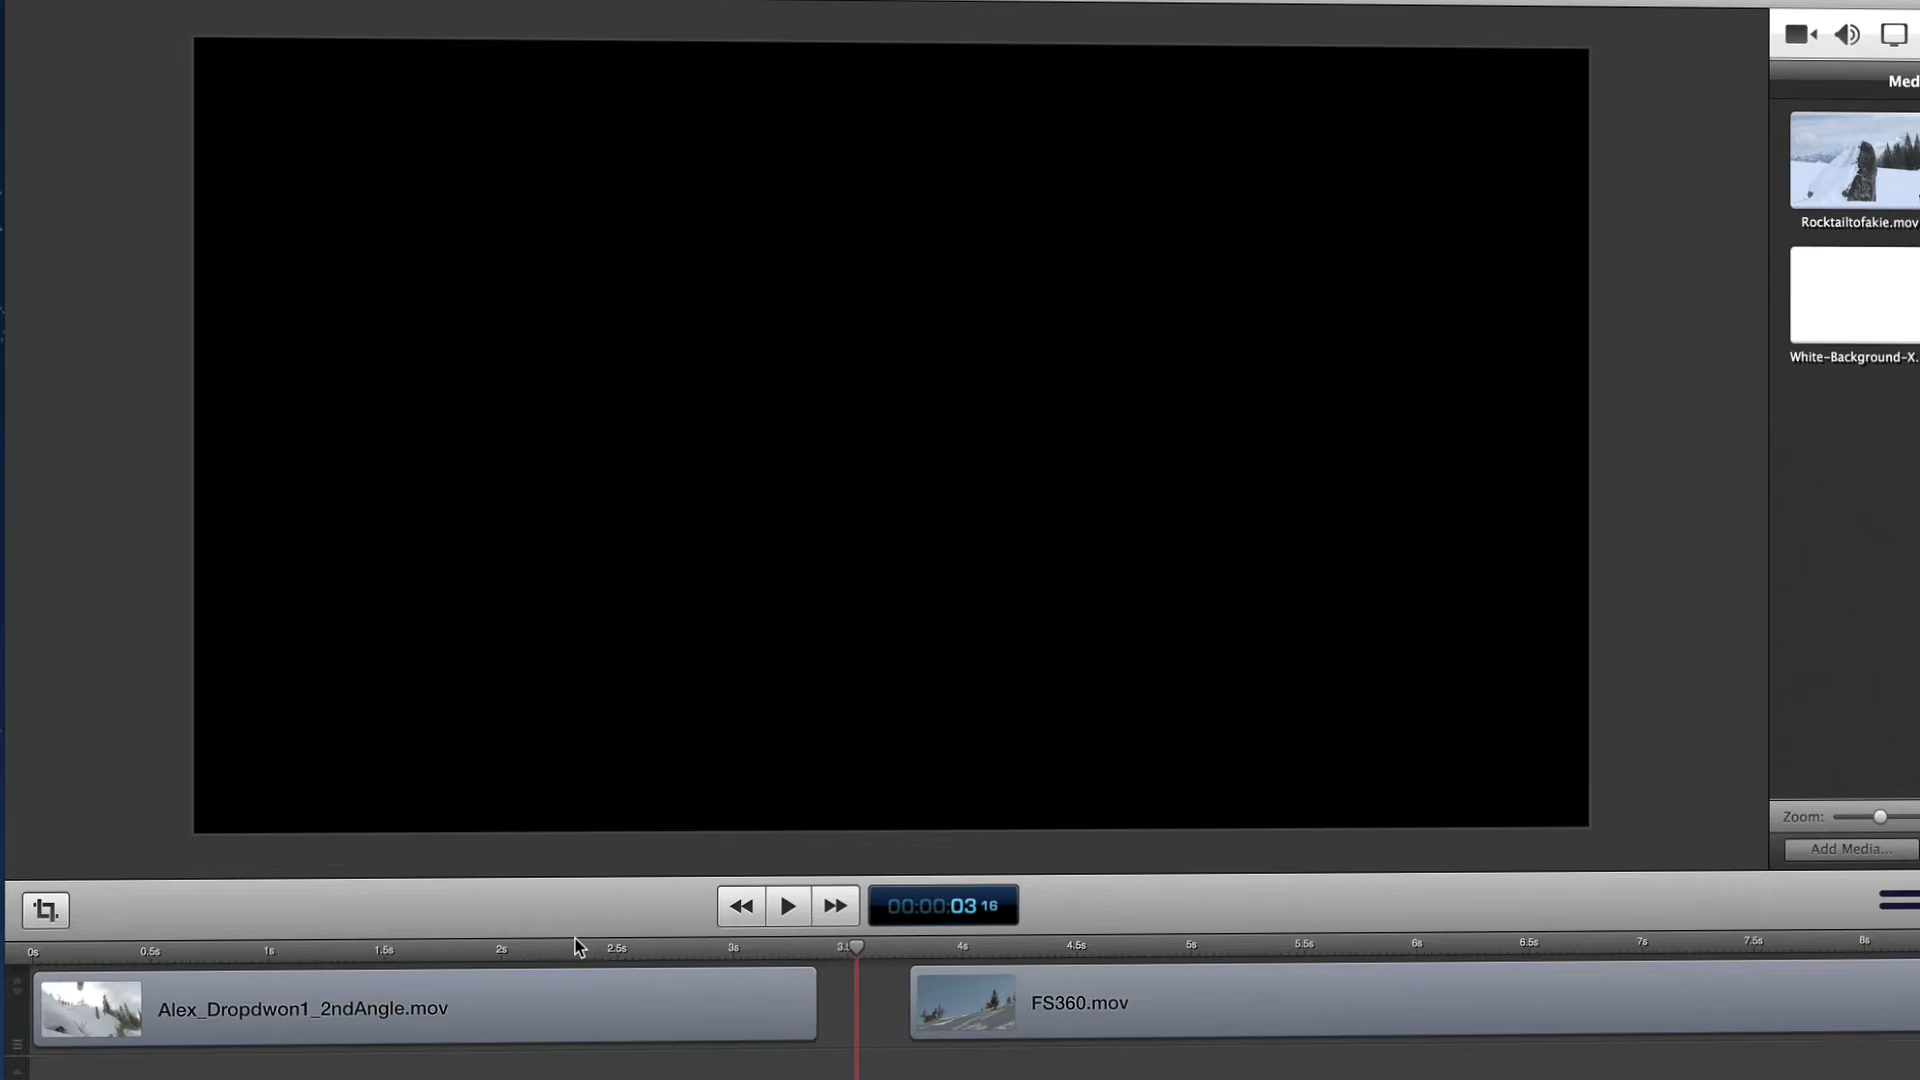 Med
Rocktailtofakie.mov
White-Background-X.
Zoom:
Add Media...
00:00:03 16
0s 0.5s 1s 1.5s 2s 2.5s 3s 4s 4.5s 5s 5.5s 6s 6.5s 7s 7.5s 8s
Alex_Dropdwon1_2ndAngle.mov
FS360.mov